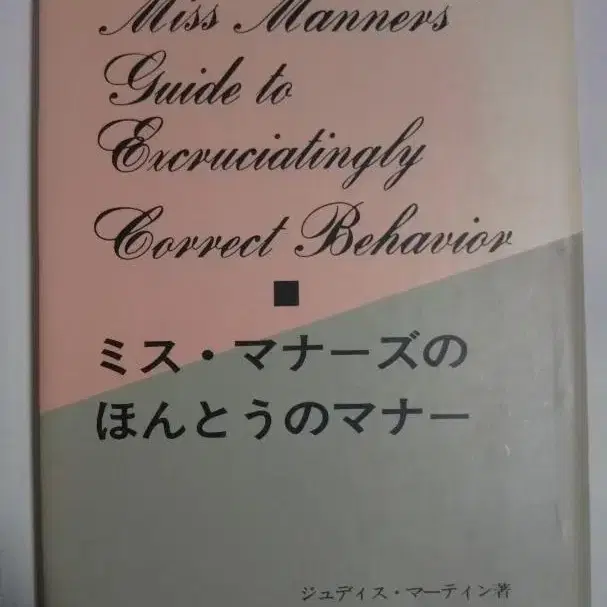 Miss Manners
Guide to
Excruciatingly
Correct Behavior
ミス・マナーズの
ほんとうのマナー
ジュディス・マーティン著